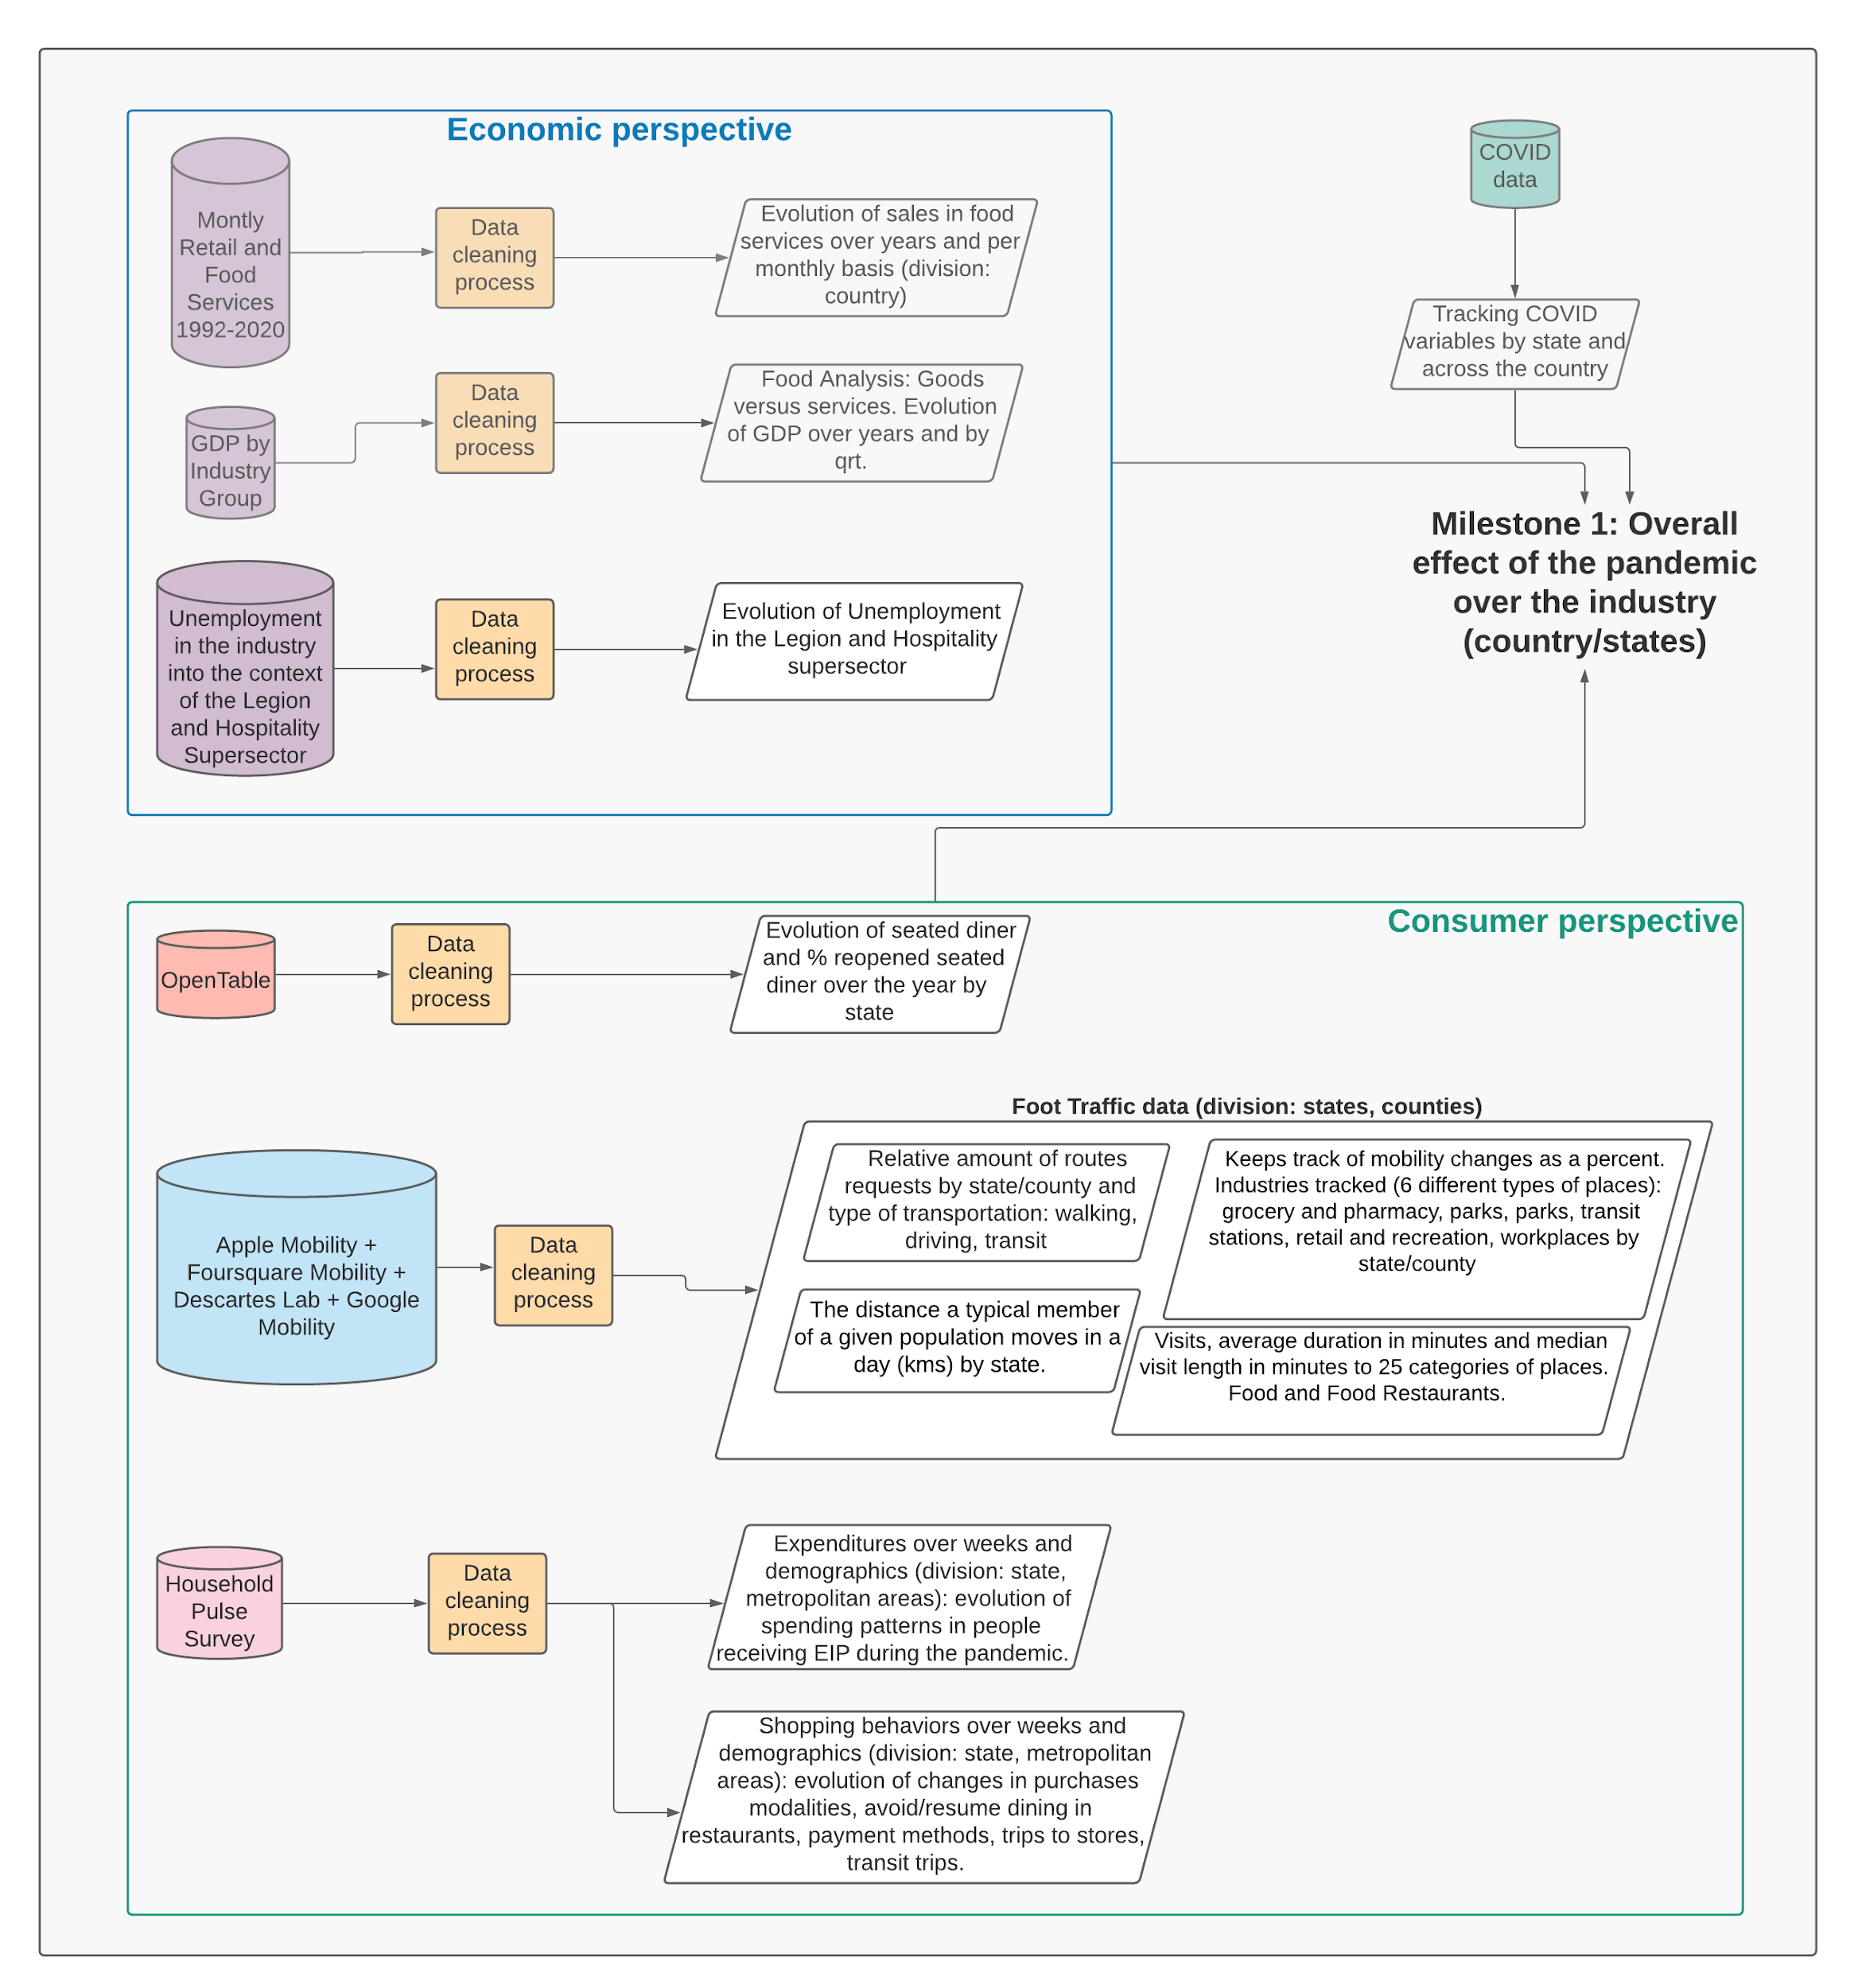 Economic perspective
Montly
Retail and
Food
Services
1992-2020
Data
cleaning
process
Evolution of sales in food
services over years and per
monthly basis (division:
country)
GDP by
Industry
Group
Data
cleaning
process
Food Analysis: Goods
versus services. Evolution
of GDP over years and by
qrt.
Unemployment
in the industry
into the context
of the Legion
and Hospitality
Supersector
Data
cleaning
process
Evolution of Unemployment
in the Legion and Hospitality
supersector
COVID
data
Tracking COVID
variables by state and
across the country
Milestone 1: Overall
effect of the pandemic
over the industry
(country/states)
Consumer perspective
OpenTable
Data
cleaning
process
Evolution of seated diner
and % reopened seated
diner over the year by
state
Foot Traffic data (division: states, counties)
Apple Mobility +
Foursquare Mobility +
Descartes Lab + Google
Mobility
Data
cleaning
process
Relative amount of routes
requests by state/county and
type of transportation: walking,
driving, transit
Keeps track of mobility changes as a percent.
Industries tracked (6 different types of places):
grocery and pharmacy, parks, parks, transit
stations, retail and recreation, workplaces by
state/county
The distance a typical member
of a given population moves in a
day (kms) by state.
Visits, average duration in minutes and median
visit length in minutes to 25 categories of places.
Food and Food Restaurants.
Household
Pulse
Survey
Data
cleaning
process
Expenditures over weeks and
demographics (division: state,
metropolitan areas): evolution of
spending patterns in people
receiving EIP during the pandemic.
Shopping behaviors over weeks and
demographics (division: state, metropolitan
areas): evolution of changes in purchases
modalities, avoid/resume dining in
restaurants, payment methods, trips to stores,
transit trips.